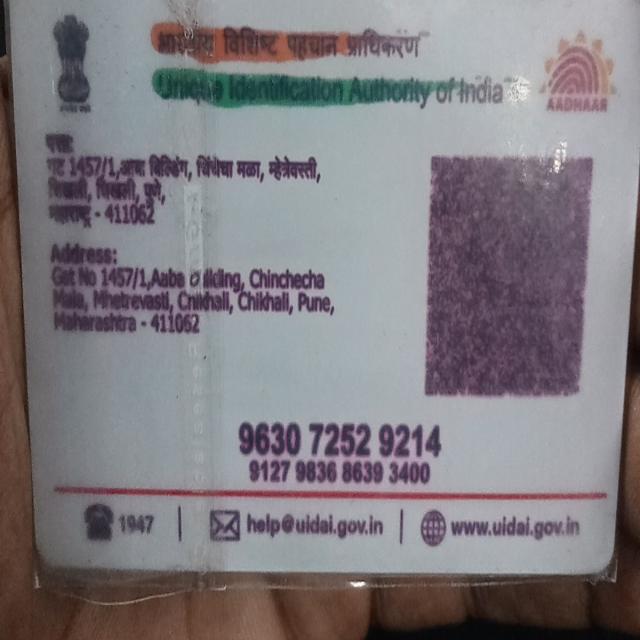 भारतीय विशिष्ट पहचान प्राधिकरण
Unique Identification Authority of India
AADHAAR
पत्ता:
गट 1457/1,आबा बिल्डिंग, चिंचेचा मळा, म्हेत्रेवस्ती,
चिखली, चिखली, पुणे,
महाराष्ट्र - 411062
Address:
Gat No 1457/1,Aaba building, Chinchecha
Mala, Mhetrevasti, Chikhali, Chikhali, Pune,
Maharashtra - 411062
9630 7252 9214
9127 9836 8639 3400
1947 | help@uidai.gov.in | www.uidai.gov.in